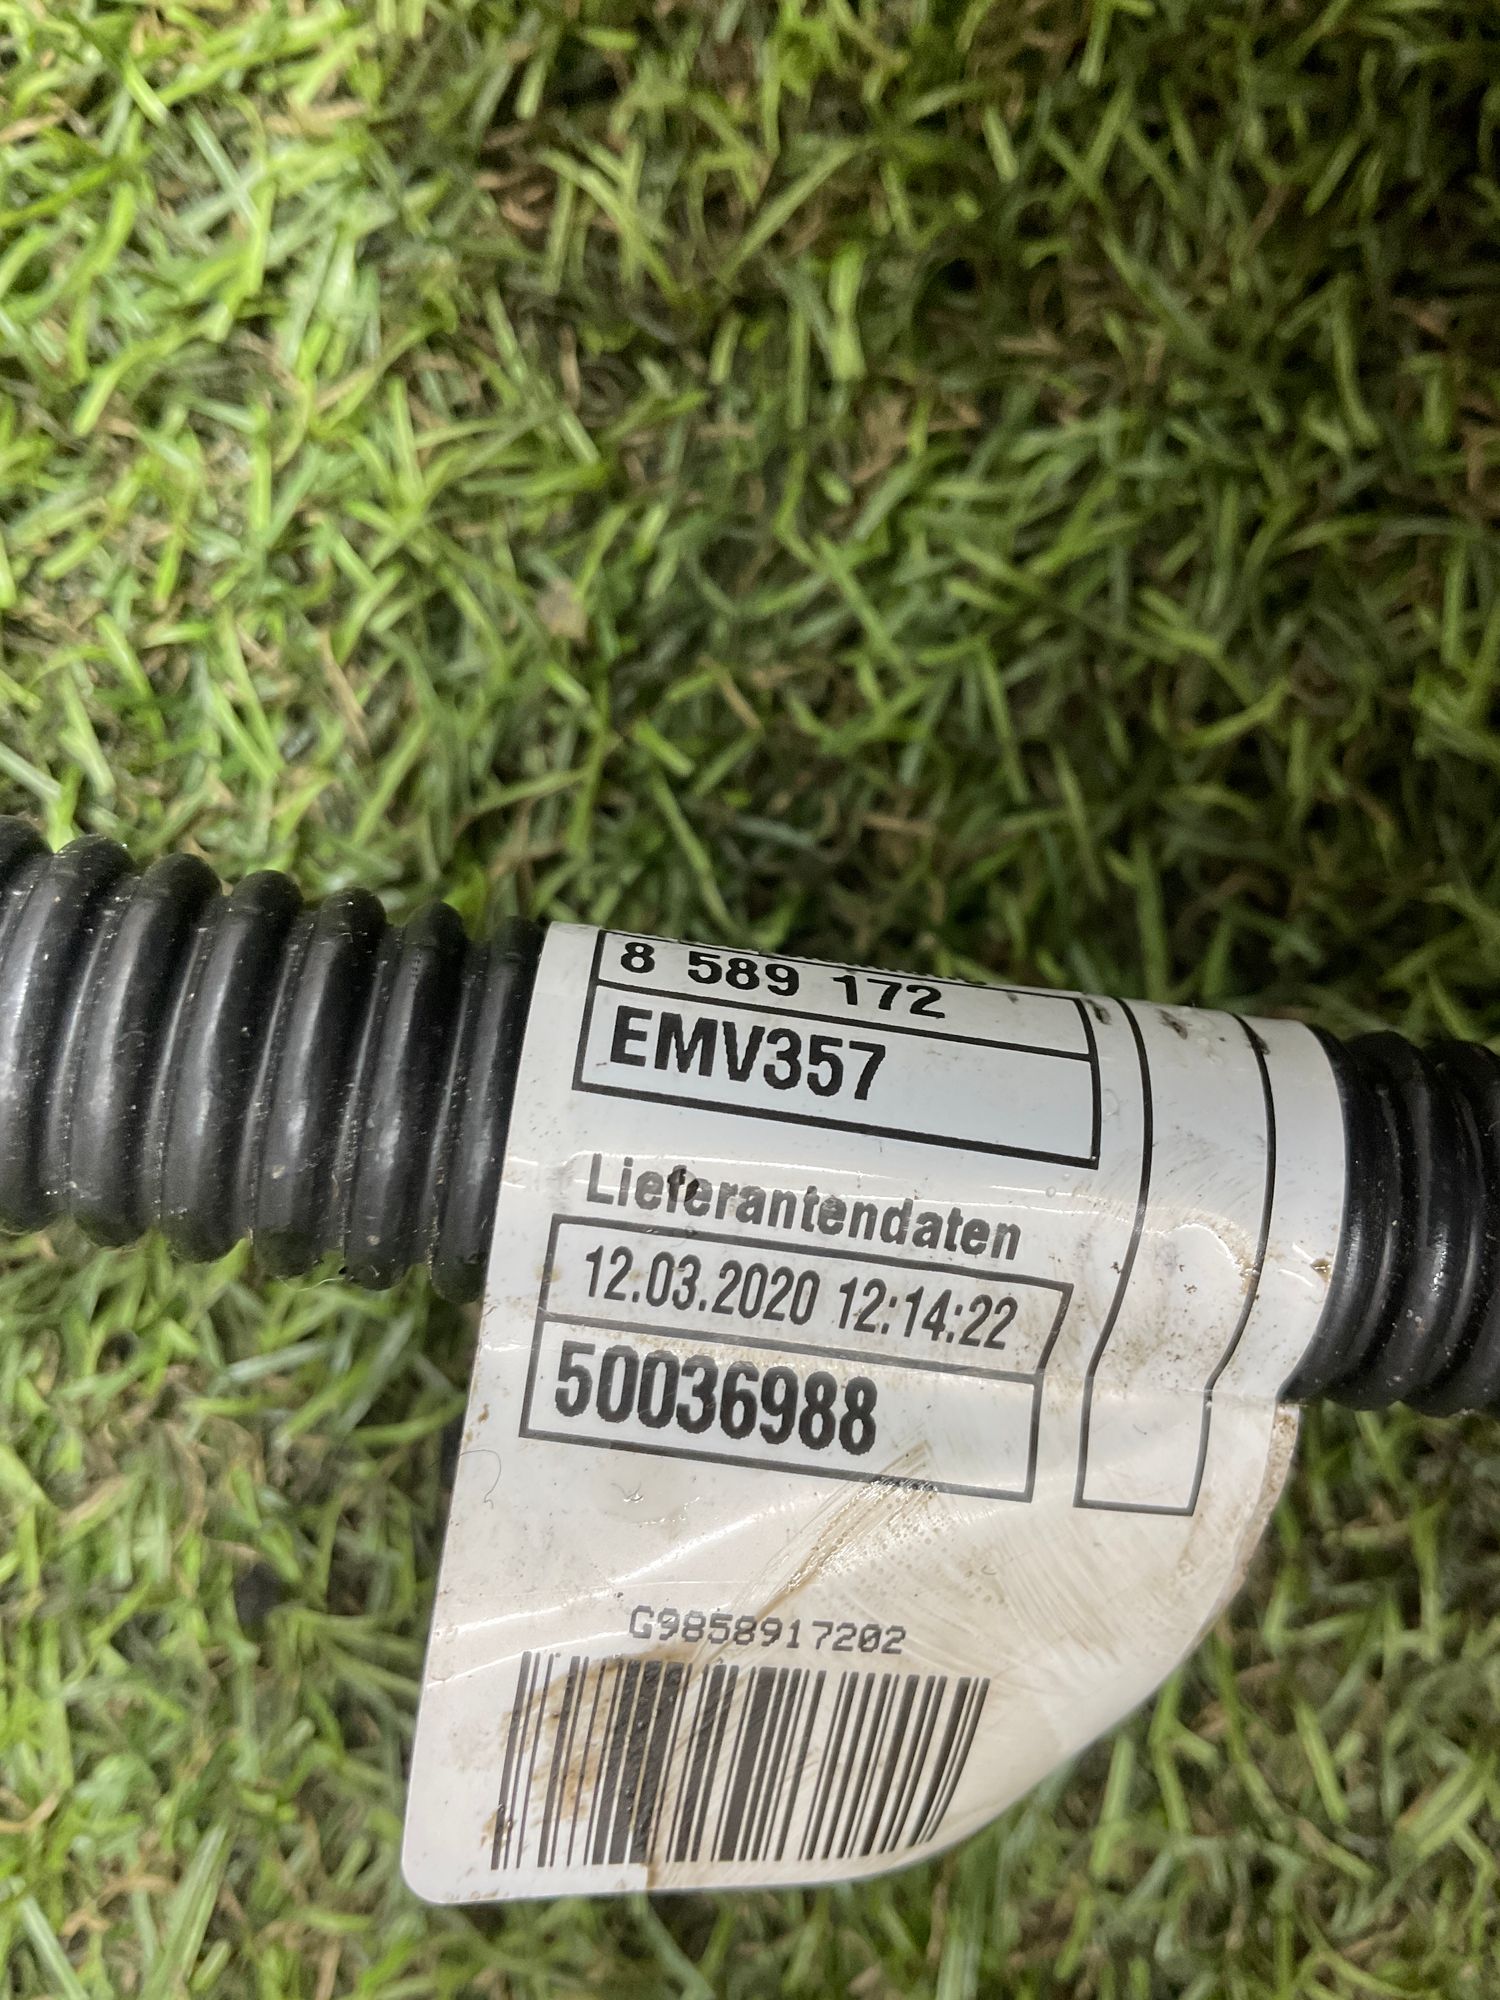 8 589 172
EMV357
Lieferantendaten
12.03.2020 12:14:22
50036988
G9858917202